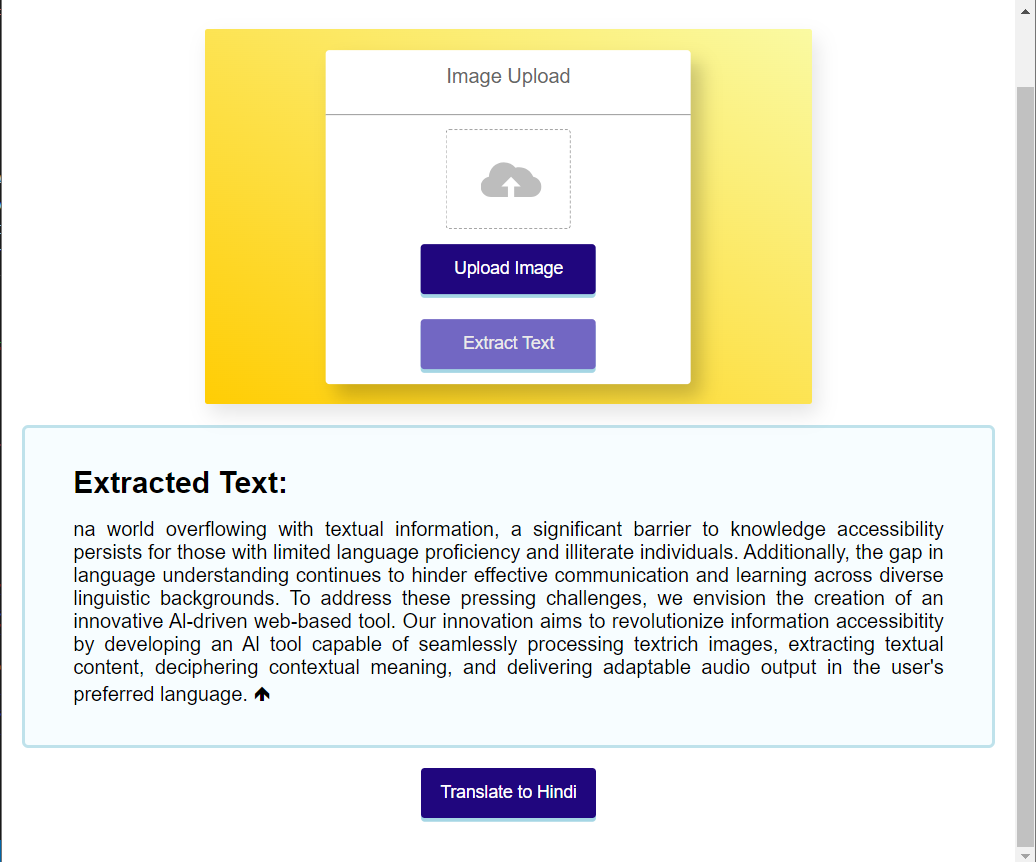 Image Upload
Upload Image
Extract Text
Extracted Text:
na world overflowing with textual information, a significant barrier to knowledge accessibility
persists for those with limited language proficiency and illiterate individuals. Additionally, the gap in
language understanding continues to hinder effective communication and learning across diverse
linguistic backgrounds. To address these pressing challenges, we envision the creation of an
innovative Al-driven web-based tool. Our innovation aims to revolutionize information accessibitity
by developing an Al tool capable of seamlessly processing textrich images, extracting textual
content, deciphering contextual meaning, and delivering adaptable audio output in the user's
preferred language. 🡅
Translate to Hindi